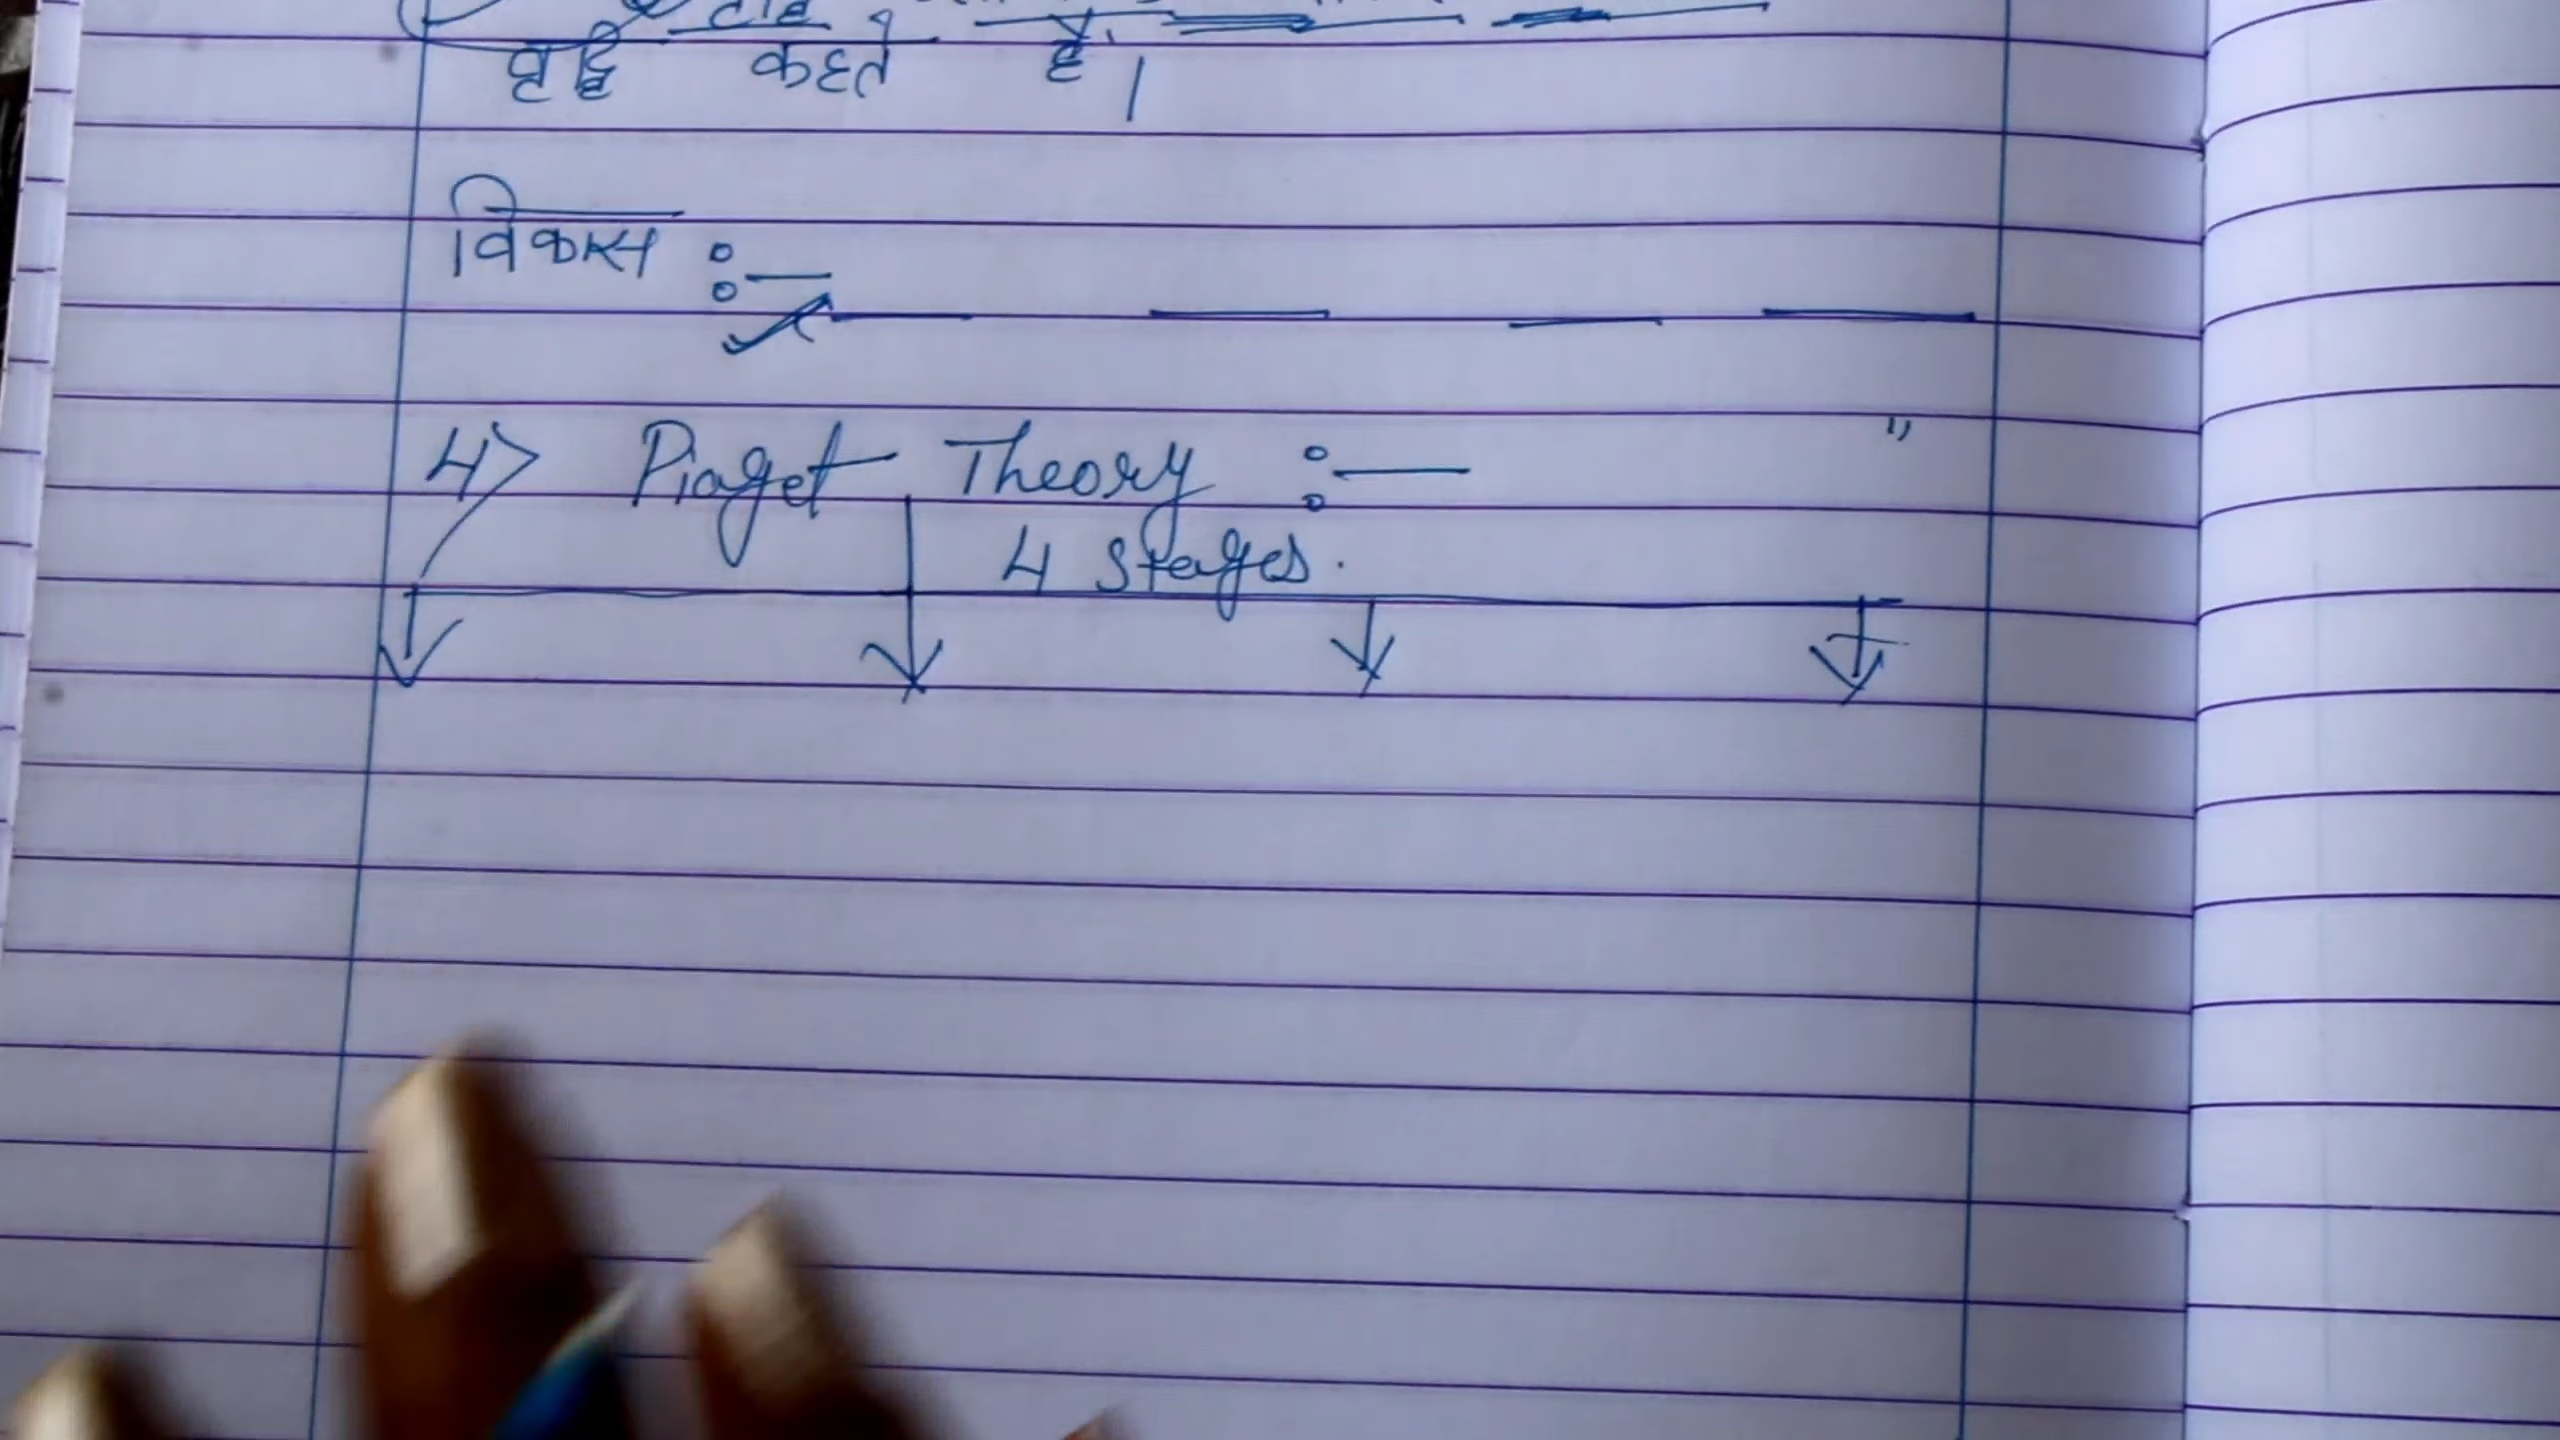 वृद्धि कहते हैं।
विकास :-
4> Piaget Theory :-
4 stages.